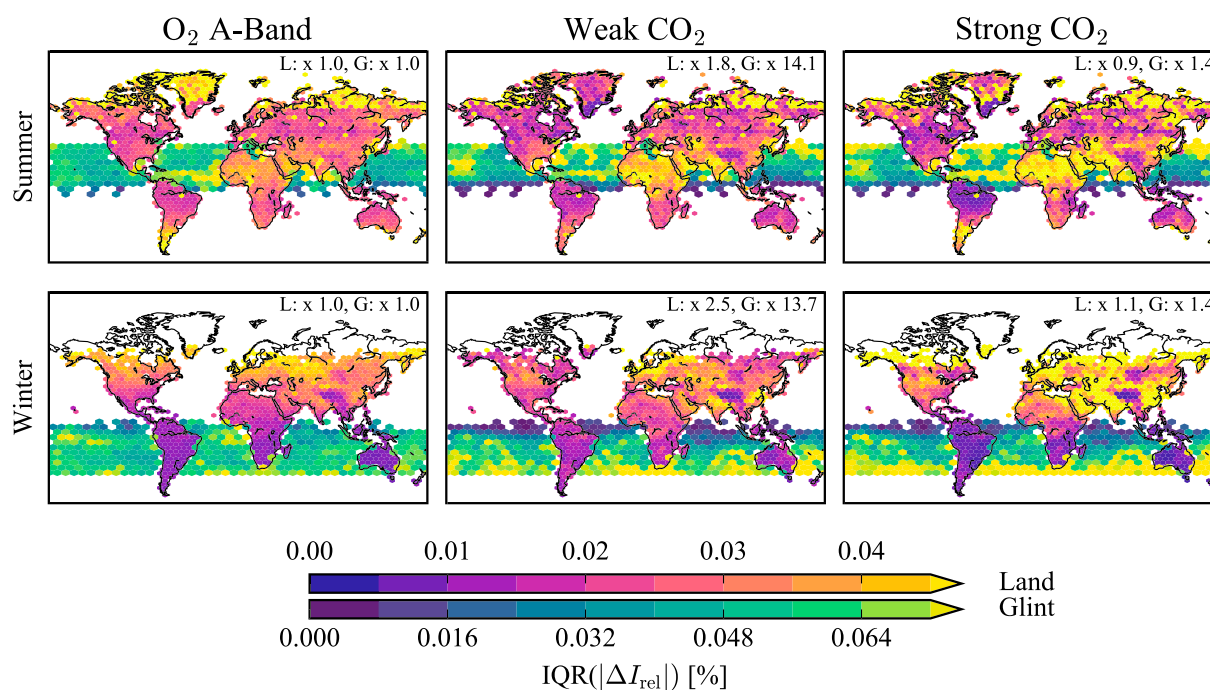 O₂ A-Band
Weak CO₂
Strong CO₂
Summer
L: x 1.0, G: x 1.0
L: x 1.8, G: x 14.1
L: x 0.9, G: x 1.4
Winter
L: x 1.0, G: x 1.0
L: x 2.5, G: x 13.7
L: x 1.1, G: x 1.4
0.00 0.01 0.02 0.03 0.04
Land
Glint
0.000 0.016 0.032 0.048 0.064
IQR(|ΔI_rel|) [%]